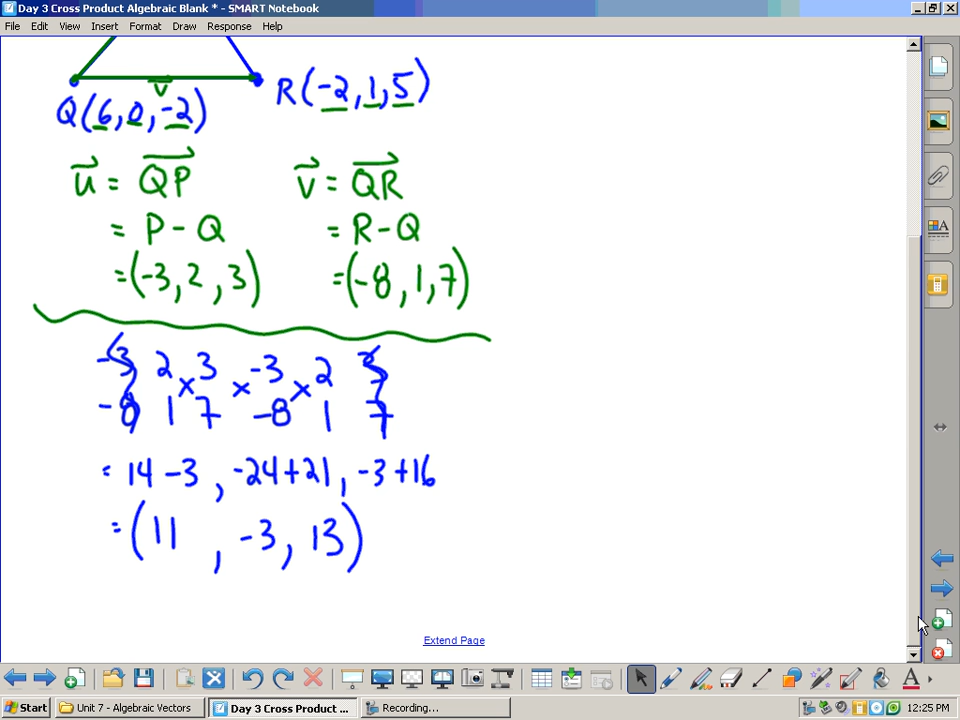 Day 3 Cross Product Algebraic Blank * - SMART Notebook
File Edit View Insert Format Draw Response Help
v
Q(6,0,-2) R(-2,1,5)
u = QP v = QR
= P - Q = R - Q
=(-3,2,3) =(-8,1,7)
-3 2 3 -3 2 3
-8 1 7 -8 1 7
= 14 - 3, -24+21, -3+16
= (11, -3, 13)
Extend Page
Start Unit 7 - Algebraic Vectors Day 3 Cross Product ... Recording... 12:25 PM